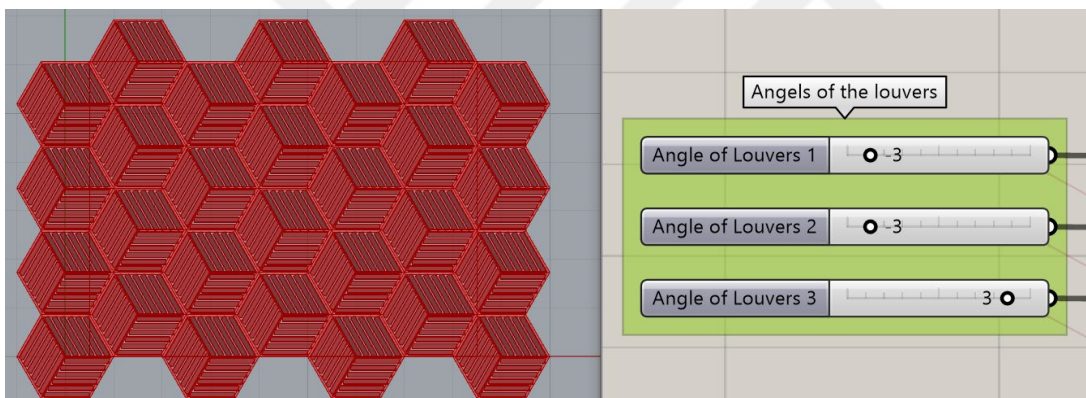 Angels of the louvers
Angle of Louvers 1 -3
Angle of Louvers 2 -3
Angle of Louvers 3 3